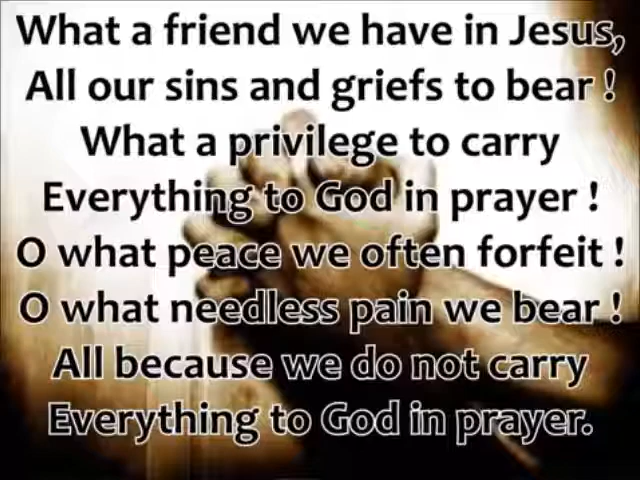 What a friend we have in Jesus,
All our sins and griefs to bear !
What a privilege to carry
Everything to God in prayer !
O what peace we often forfeit !
O what needless pain we bear !
All because we do not carry
Everything to God in prayer.